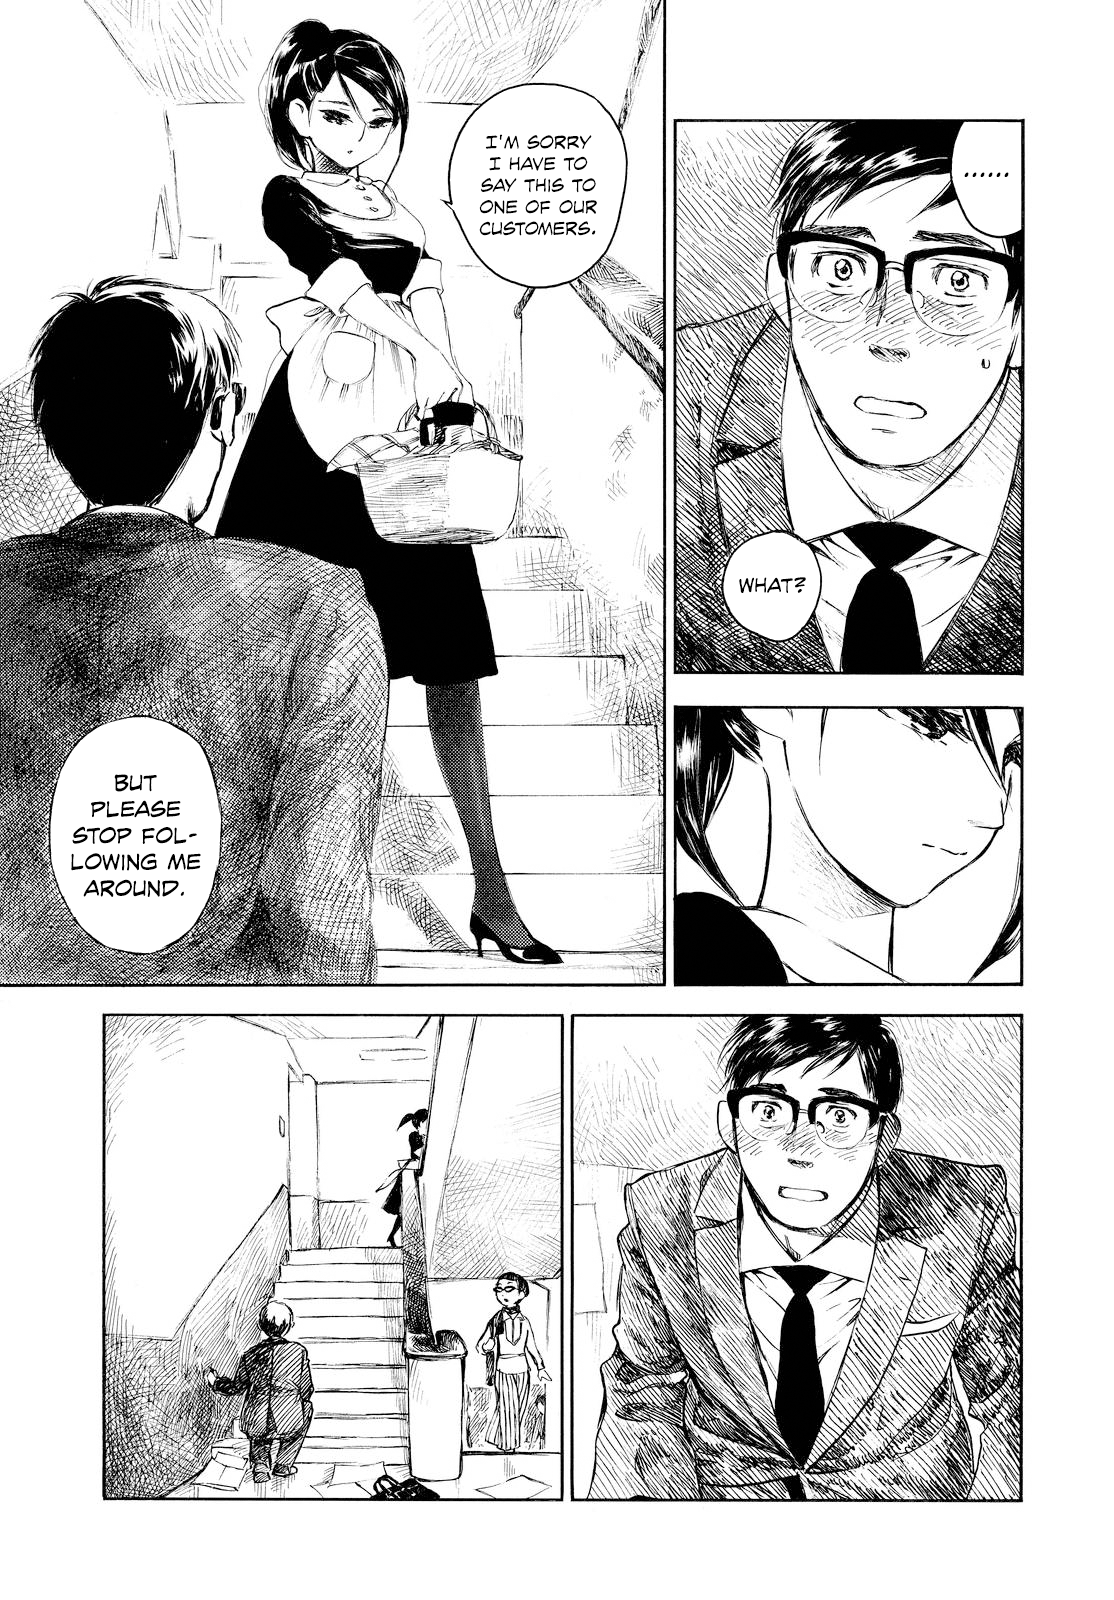 ......
WHAT?
I'M SORRY
I HAVE TO
SAY THIS TO
ONE OF OUR
CUSTOMERS.
BUT
PLEASE
STOP FOL-
LOWING ME
AROUND.